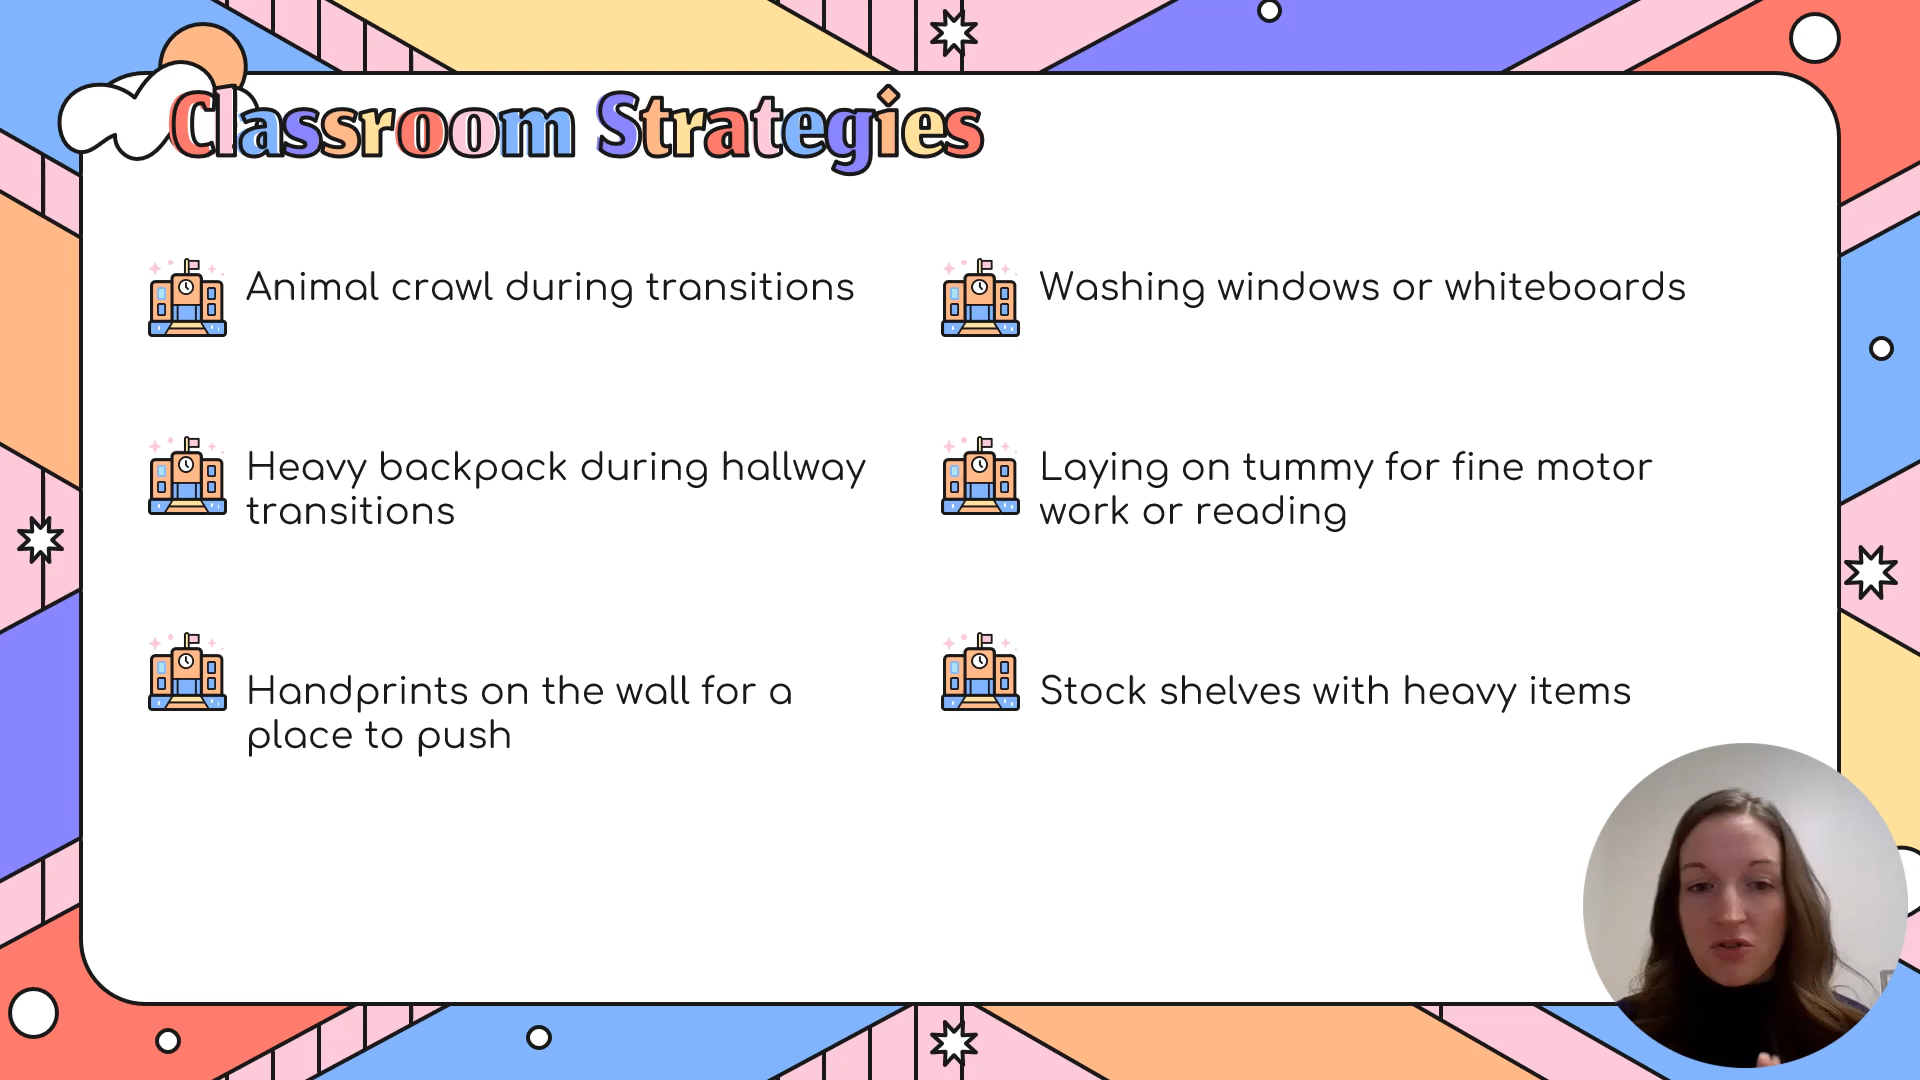 Classroom Strategies
Animal crawl during transitions
Heavy backpack during hallway
transitions
Handprints on the wall for a
place to push
Washing windows or whiteboards
Laying on tummy for fine motor
work or reading
Stock shelves with heavy items